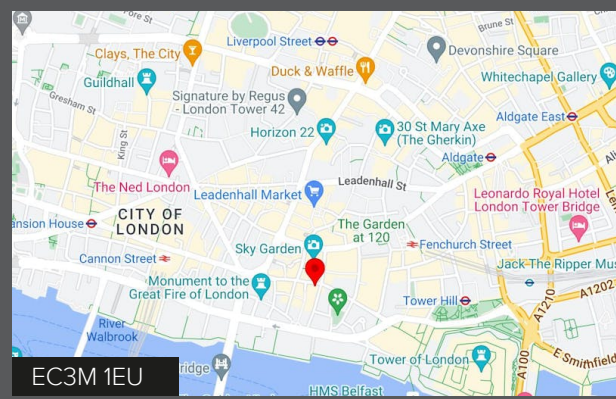 Brune St
Liverpool Street
Clays, The City
Devonshire Square
Duck & Waffle
Whitechapel Gallery
Guildhall
Gresham St
Signature by Regus
- London Tower 42
Aldgate East
King St
Horizon 22
30 St Mary Axe
(The Gherkin)
Aldgate
The Ned London
Leadenhall Market
Leadenhall St
Leonardo Royal Hotel
London Tower Bridge
CITY OF
LONDON
ansion House
The Garden
at 120
Sky Garden
Fenchurch Street
Cannon Street
Jack The Ripper Mus
Monument to the
Great Fire of London
Tower Hill
A1210
A1202
River
Walbrook
A100
E Smithfield
Tower of London
ridge
EC3M 1EU
HMS Belfast